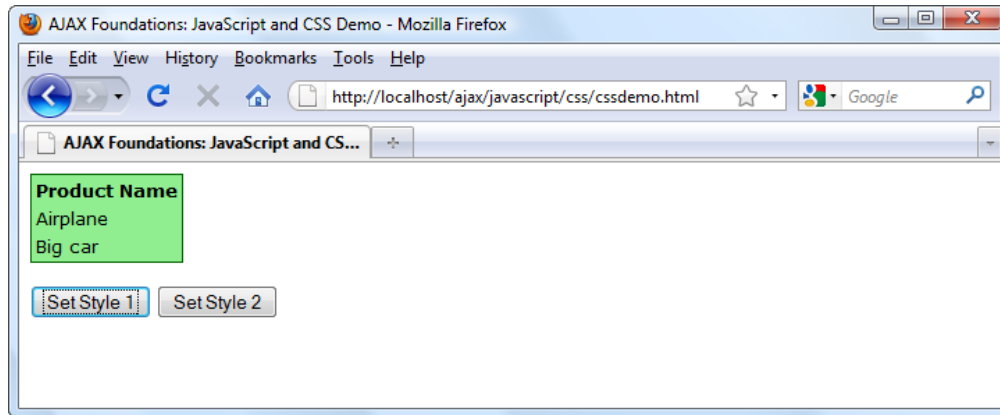 AJAX Foundations: JavaScript and CSS Demo - Mozilla Firefox
File Edit View History Bookmarks Tools Help
http://localhost/ajax/javascript/css/cssdemo.html Google
AJAX Foundations: JavaScript and CS...
Product Name
Airplane
Big car
Set Style 1 Set Style 2